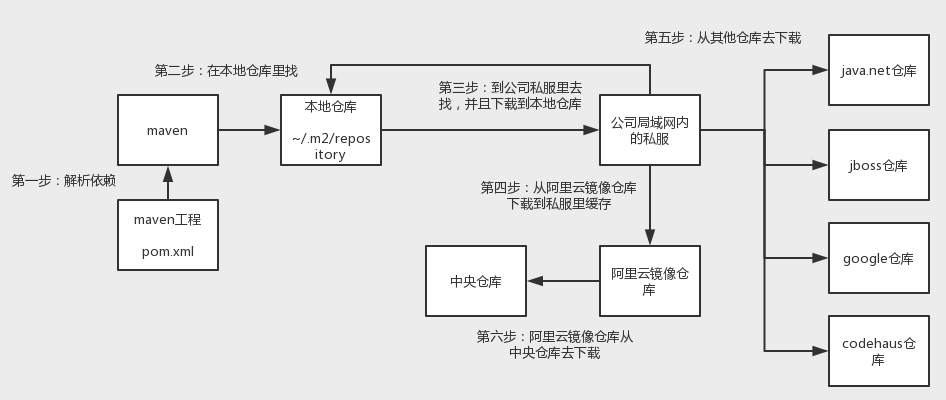 第五步：从其他仓库去下载
第二步：在本地仓库里找
java.net仓库
第三步：到公司私服里去
找，并且下载到本地仓库
本地仓库
~/.m2/repos
itory
maven
公司局域网内
的私服
jboss仓库
第一步：解析依赖
第四步：从阿里云镜像仓库
下载到私服里缓存
maven工程
pom.xml
google仓库
中央仓库
阿里云镜像仓
库
第六步：阿里云镜像仓库从
中央仓库去下载
codehaus仓
库